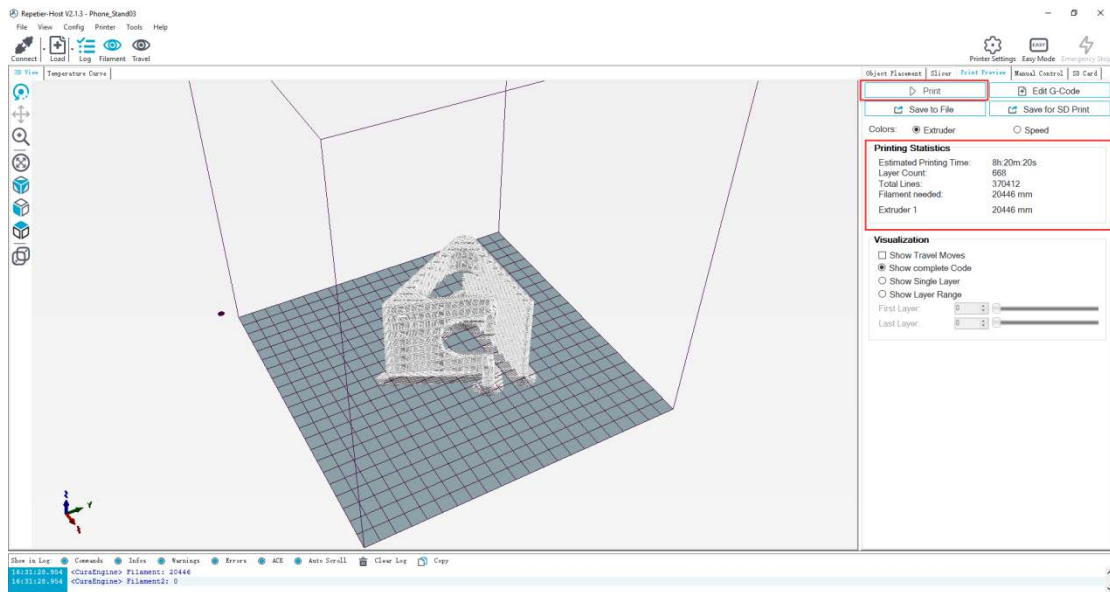 Repetier-Host V2.1.3 - Phone_Stand03
File View Config Printer Tools Help
Connect Load Log Filament Travel Printer Settings Easy Mode Emergency Stop
EASY
3D View Temperature Curve
Object Placement Slicer Print Preview Manual Control SD Card
Print Edit G-Code
Save to File Save for SD Print
Colors: Extruder Speed
Printing Statistics
Estimated Printing Time: 8h:20m:20s
Layer Count: 668
Total Lines: 370412
Filament needed: 20446 mm
Extruder 1 20446 mm
Visualization
Show Travel Moves
Show complete Code
Show Single Layer
Show Layer Range
First Layer: 0
Last Layer: 0
Z
Y
X
Show in Log: Commands Infos Warnings Errors ACK Auto Scroll Clear Log Copy
16:31:28.954 <CuraEngine> Filament: 20446
16:31:28.954 <CuraEngine> Filament2: 0